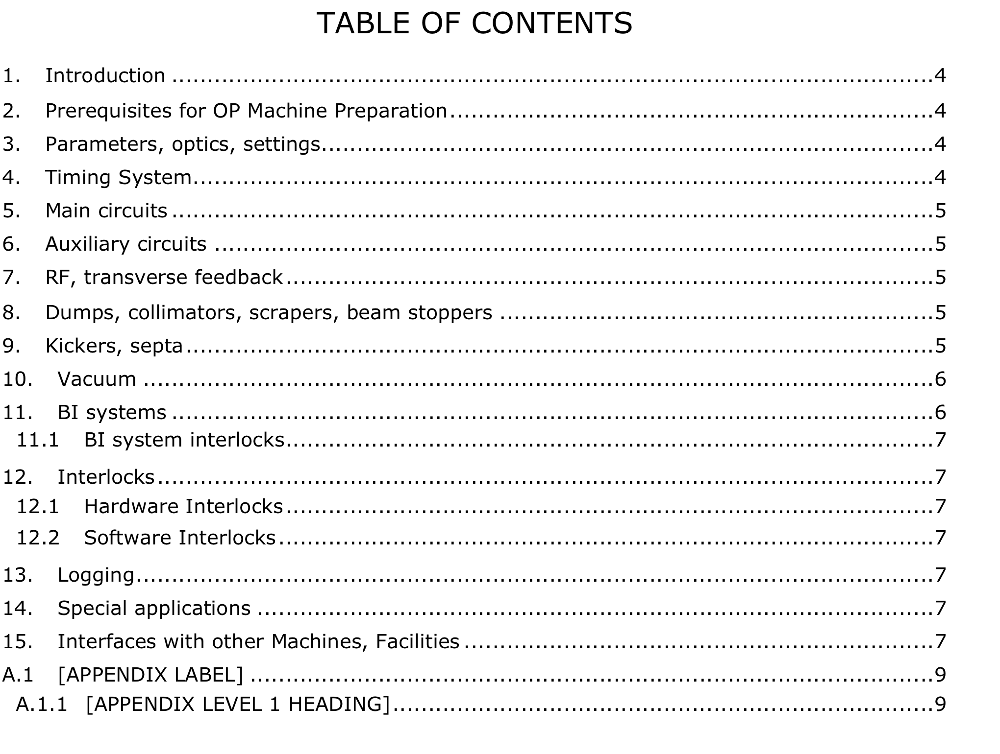 TABLE OF CONTENTS
1. Introduction ........................................................................................................ 4
2. Prerequisites for OP Machine Preparation .................................................................... 4
3. Parameters, optics, settings ...................................................................................... 4
4. Timing System ........................................................................................................ 4
5. Main circuits ........................................................................................................ 5
6. Auxiliary circuits .................................................................................................. 5
7. RF, transverse feedback ............................................................................................ 5
8. Dumps, collimators, scrapers, beam stoppers ............................................................. 5
9. Kickers, septa ........................................................................................................ 5
10. Vacuum ................................................................................................................ 6
11. BI systems ............................................................................................................ 6
11.1 BI system interlocks .............................................................................................. 7
12. Interlocks .............................................................................................................. 7
12.1 Hardware Interlocks .............................................................................................. 7
12.2 Software Interlocks ............................................................................................... 7
13. Logging ................................................................................................................ 7
14. Special applications ............................................................................................... 7
15. Interfaces with other Machines, Facilities ................................................................. 7
A.1 [APPENDIX LABEL] ................................................................................................ 9
A.1.1 [APPENDIX LEVEL 1 HEADING] ............................................................................ 9